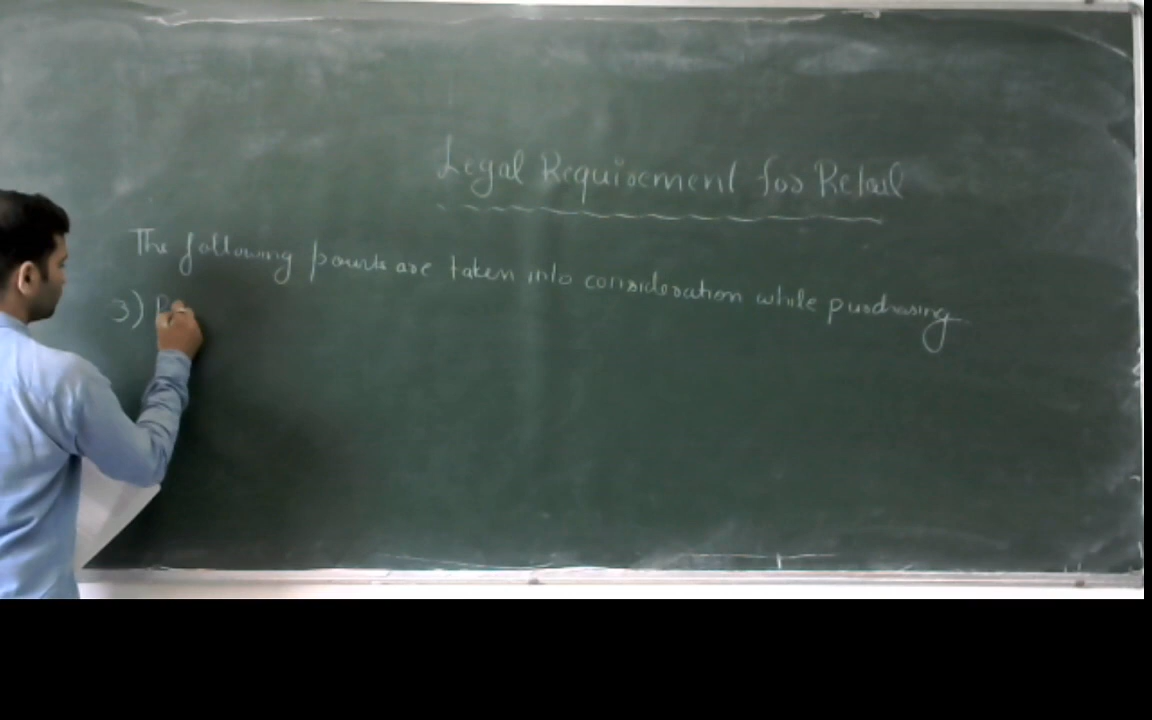 Legal Requirement for Retail
The following points are taken into consideration while purchasing
3)